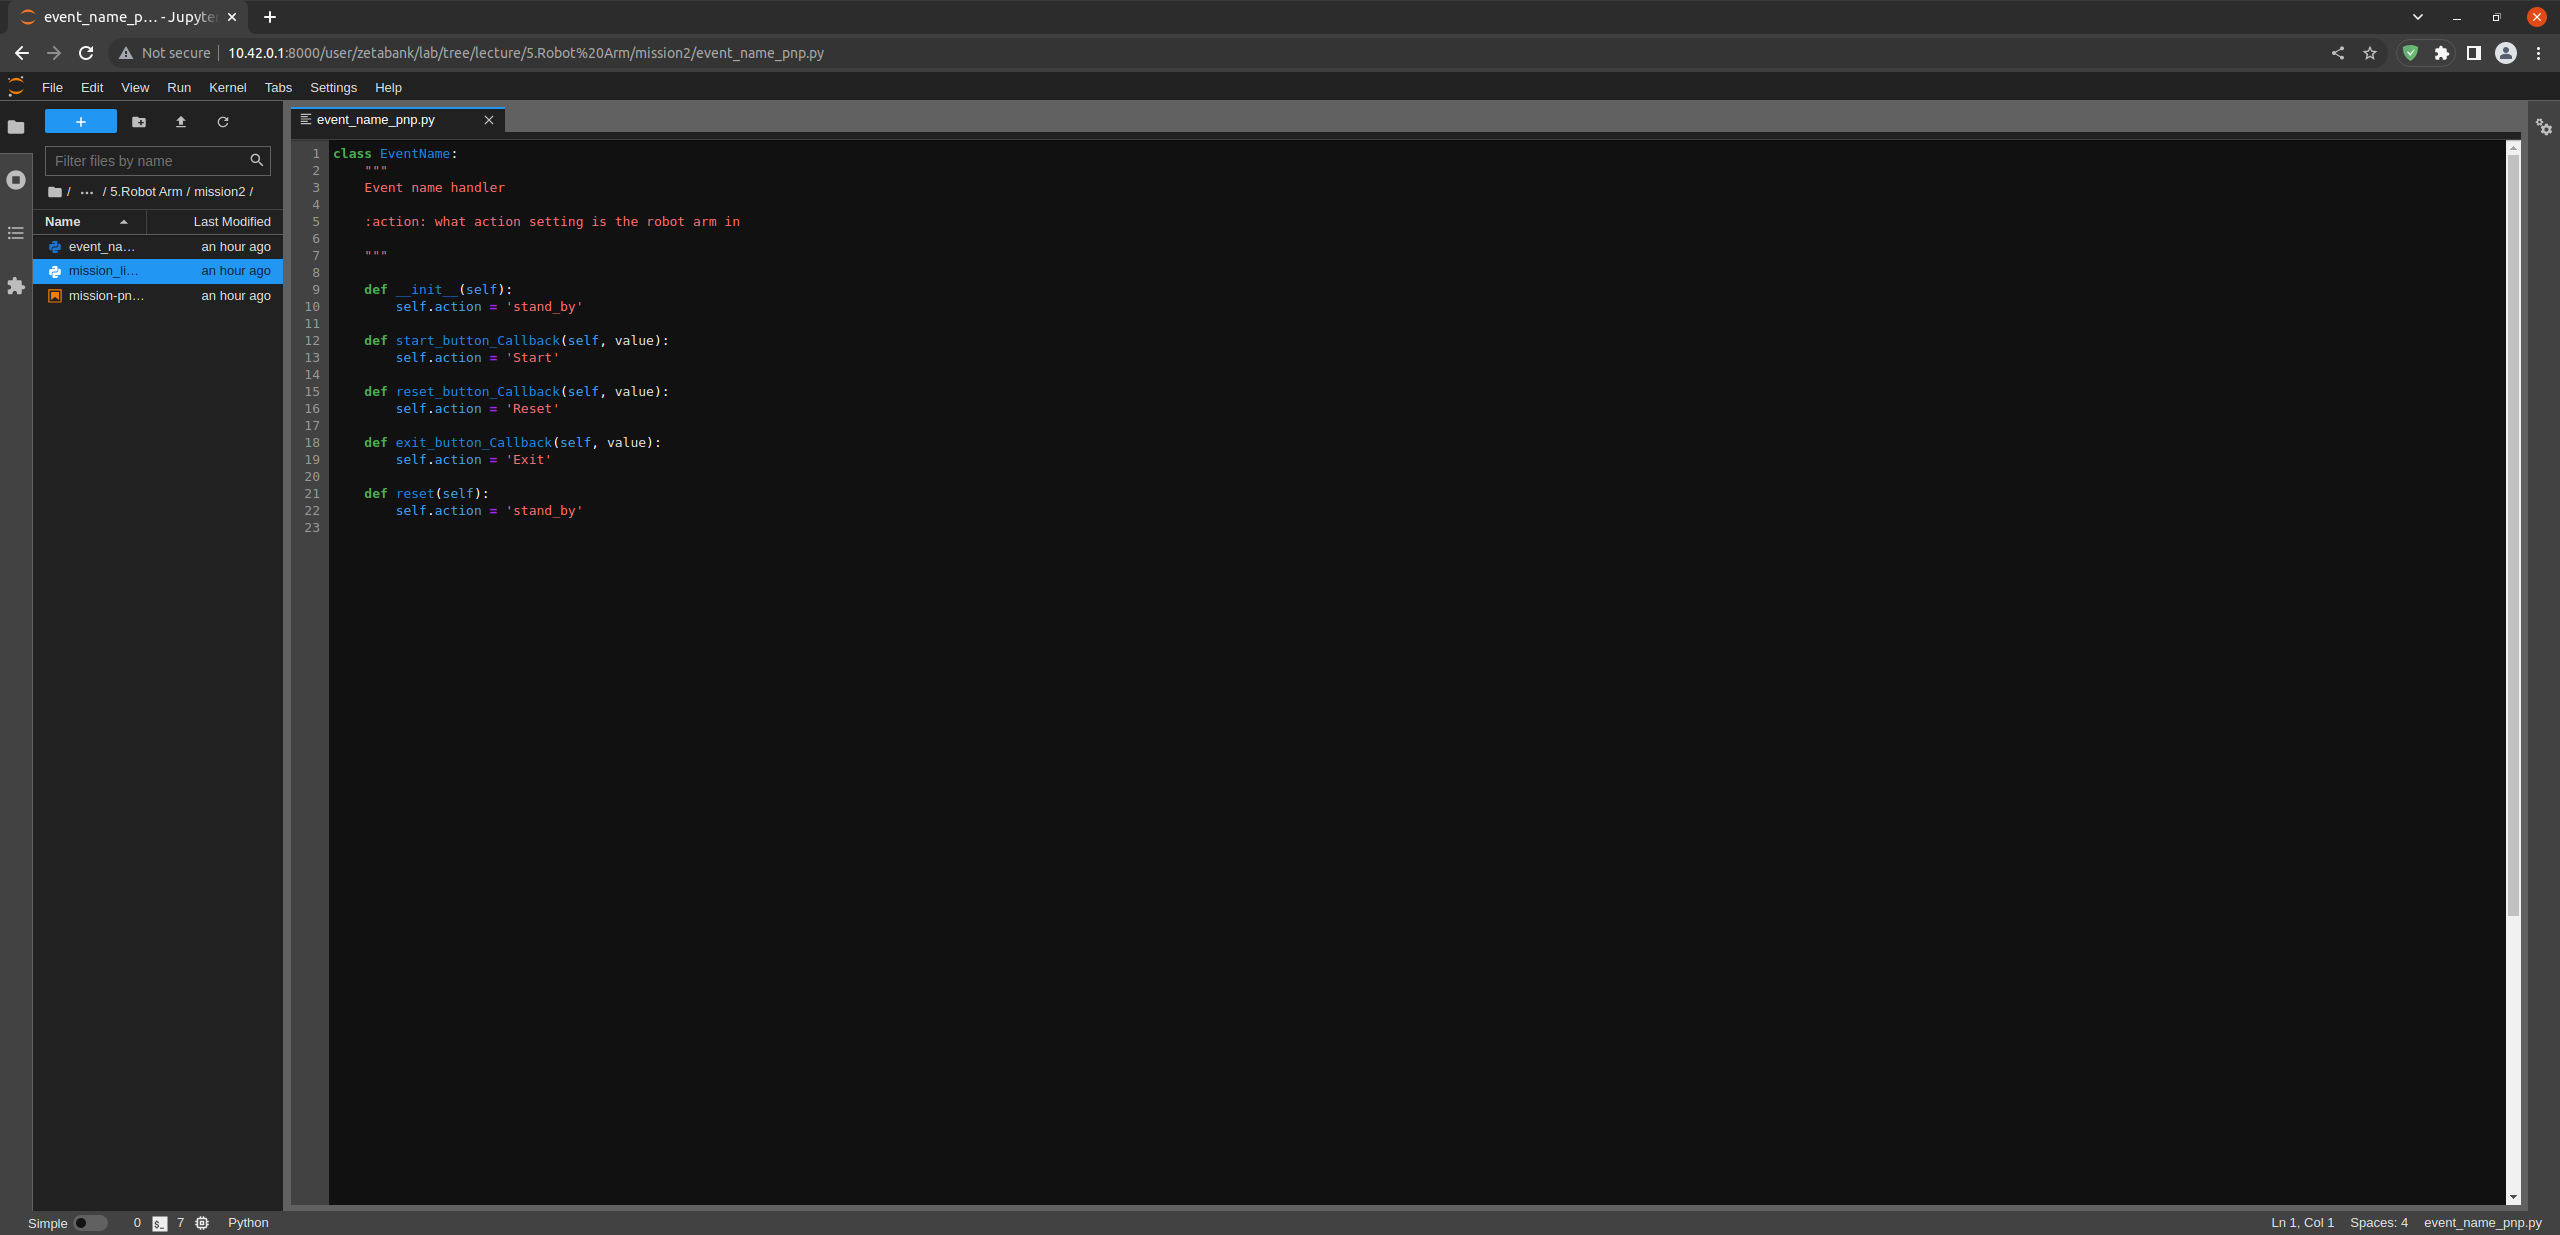 event_name_p… - Jupyte
Not secure 10.42.0.1:8000/user/zetabank/lab/tree/lecture/5.Robot%20Arm/mission2/event_name_pnp.py
File Edit View Run Kernel Tabs Settings Help
+
event_name_pnp.py
Filter files by name
/ ... / 5.Robot Arm / mission2 /
Name Last Modified
event_na… an hour ago
mission_li… an hour ago
mission-pn… an hour ago
1 class EventName:
2     """
3     Event name handler
4
5     :action: what action setting is the robot arm in
6
7     """
8
9     def __init__(self):
10         self.action = 'stand_by'
11
12     def start_button_Callback(self, value):
13         self.action = 'Start'
14
15     def reset_button_Callback(self, value):
16         self.action = 'Reset'
17
18     def exit_button_Callback(self, value):
19         self.action = 'Exit'
20
21     def reset(self):
22         self.action = 'stand_by'
23
Simple 0 $_ 7 Python Ln 1, Col 1 Spaces: 4 event_name_pnp.py